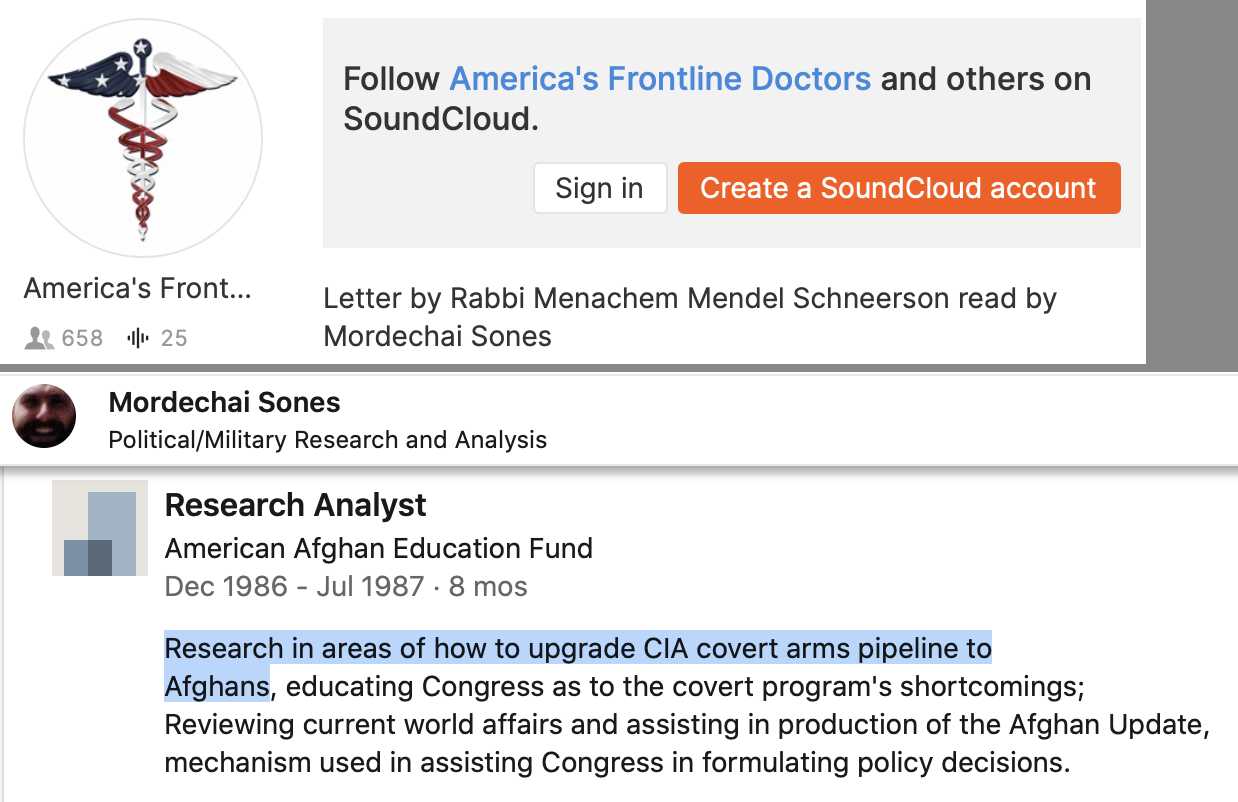 Follow America's Frontline Doctors and others on
SoundCloud.
Sign in
Create a SoundCloud account
America's Front...
658
25
Letter by Rabbi Menachem Mendel Schneerson read by
Mordechai Sones
Mordechai Sones
Political/Military Research and Analysis
Research Analyst
American Afghan Education Fund
Dec 1986 - Jul 1987 · 8 mos
Research in areas of how to upgrade CIA covert arms pipeline to
Afghans, educating Congress as to the covert program's shortcomings;
Reviewing current world affairs and assisting in production of the Afghan Update,
mechanism used in assisting Congress in formulating policy decisions.